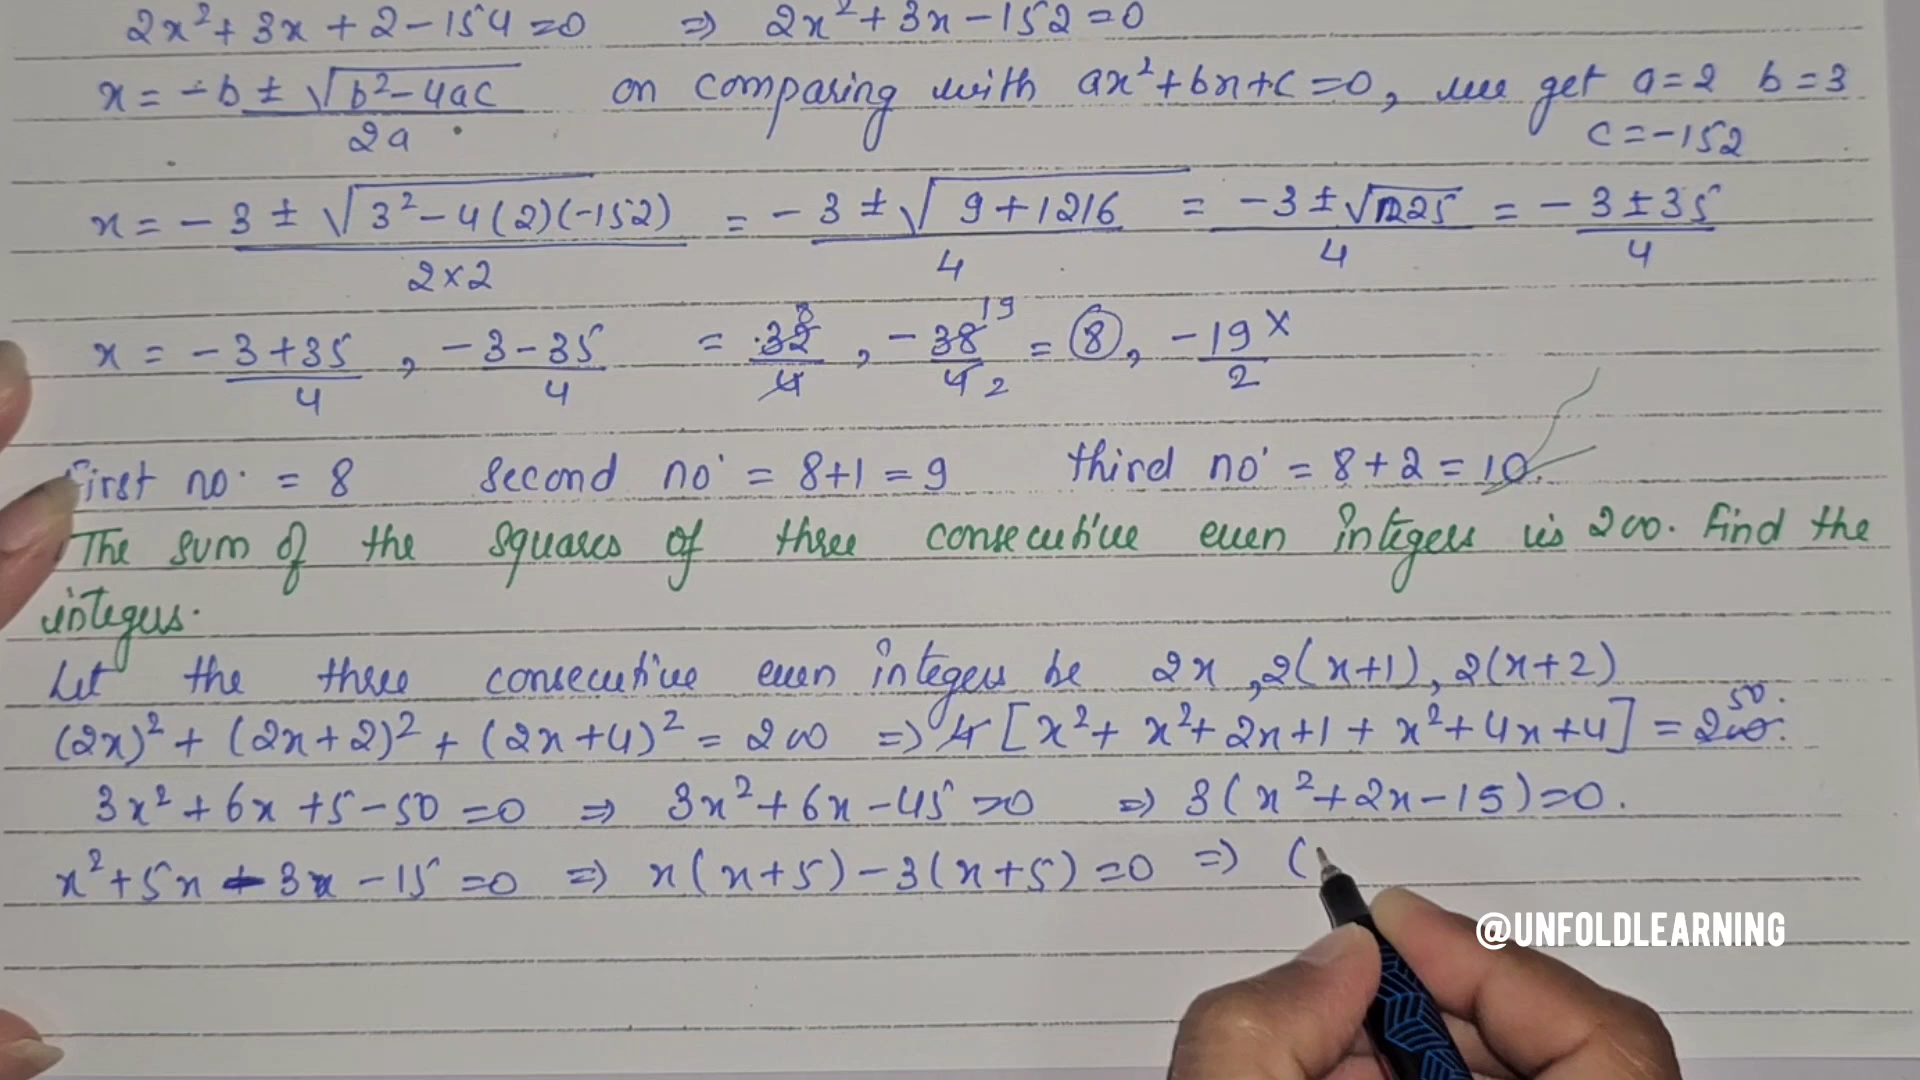 2x²+3x+2-154=0 ⇒ 2x²+3x-152=0
x = -b ± √b²-4ac / 2a on comparing with ax²+bx+c=0, we get a=2 b=3
c=-152
x = -3 ± √3²-4(2)(-152) / 2×2 = -3 ± √9+1216 / 4 = -3 ± √1225 / 4 = -3 ± 35 / 4
x = -3+35 / 4 , -3-35 / 4 = 32 8 / 4 , -38 19 / 4 2 = 8 , -19 / 2 ×
First no. = 8 Second no. = 8+1 = 9 third no. = 8+2 = 10.
The sum of the squares of three consecutive even integers is 200. Find the
integers.
Let the three consecutive even integers be 2x, 2(x+1), 2(x+2)
(2x)² + (2x+2)² + (2x+4)² = 200 ⇒ 4[x²+x²+2x+1+x²+4x+4] = 200. 50.
3x²+6x+5-50=0 ⇒ 3x²+6x-45=0 ⇒ 3(x²+2x-15)=0.
x²+5x-3x-15=0 ⇒ x(x+5)-3(x+5)=0 ⇒ (
@UNFOLDLEARNING